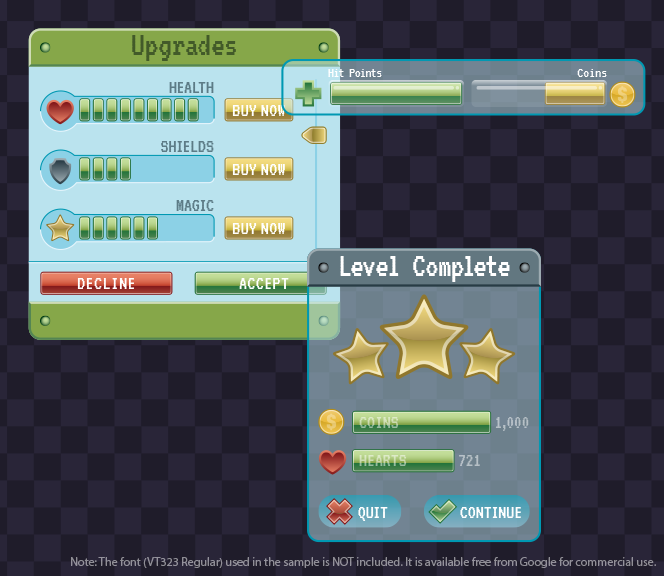 Upgrades
Hit Points
Coins
HEALTH
BUY NOW
SHIELDS
BUY NOW
MAGIC
BUY NOW
DECLINE
ACCEPT
Level Complete
COINS
1,000
HEARTS
721
QUIT
CONTINUE
Note: The font (VT323 Regular) used in the sample is NOT included. It is available free from Google for commercial use.